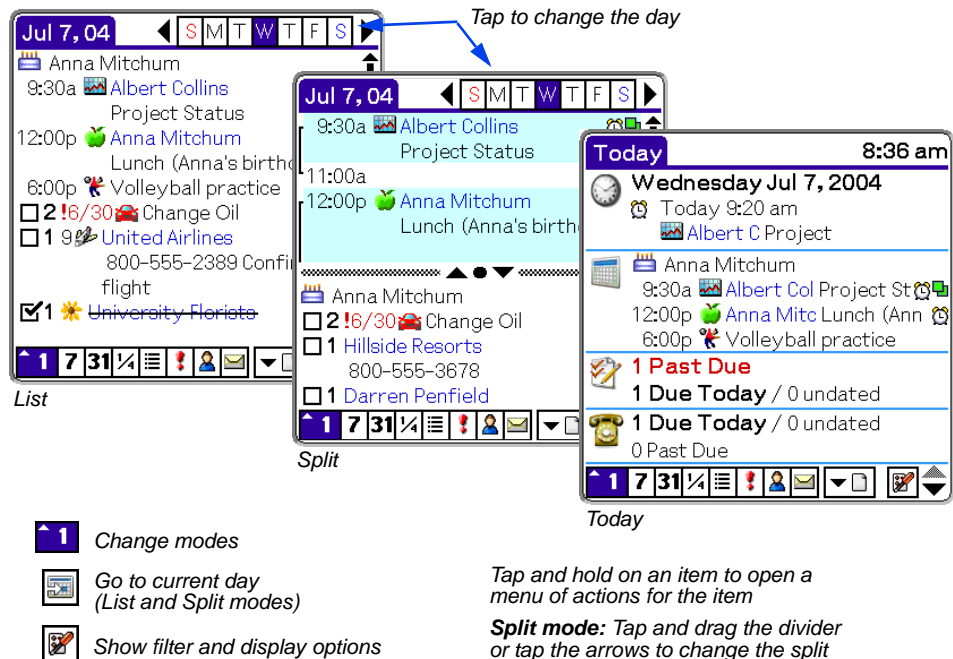 Tap to change the day
Jul 7, 04 S M T W T F S
Anna Mitchum
9:30a Albert Collins
Project Status
12:00p Anna Mitchum
Lunch (Anna's birthd
6:00p Volleyball practice
2 !6/30 Change Oil
1 9 United Airlines
800-555-2389 Confi
flight
1 University Florists
1 7 31
List
Jul 7, 04 S M T W T F S
9:30a Albert Collins
Project Status
11:00a
12:00p Anna Mitchum
Lunch (Anna's birth
Anna Mitchum
2 !6/30 Change Oil
1 Hillside Resorts
800-555-3678
1 Darren Penfield
1 7 31
Split
Today 8:36 am
Wednesday Jul 7, 2004
Today 9:20 am
Albert C Project
Anna Mitchum
9:30a Albert Col Project St
12:00p Anna Mitc Lunch (Ann
6:00p Volleyball practice
1 Past Due
1 Due Today / 0 undated
1 Due Today / 0 undated
0 Past Due
1 7 31
Today
1 Change modes
Go to current day
(List and Split modes)
Show filter and display options
Tap and hold on an item to open a
menu of actions for the item
Split mode: Tap and drag the divider
or tap the arrows to change the split